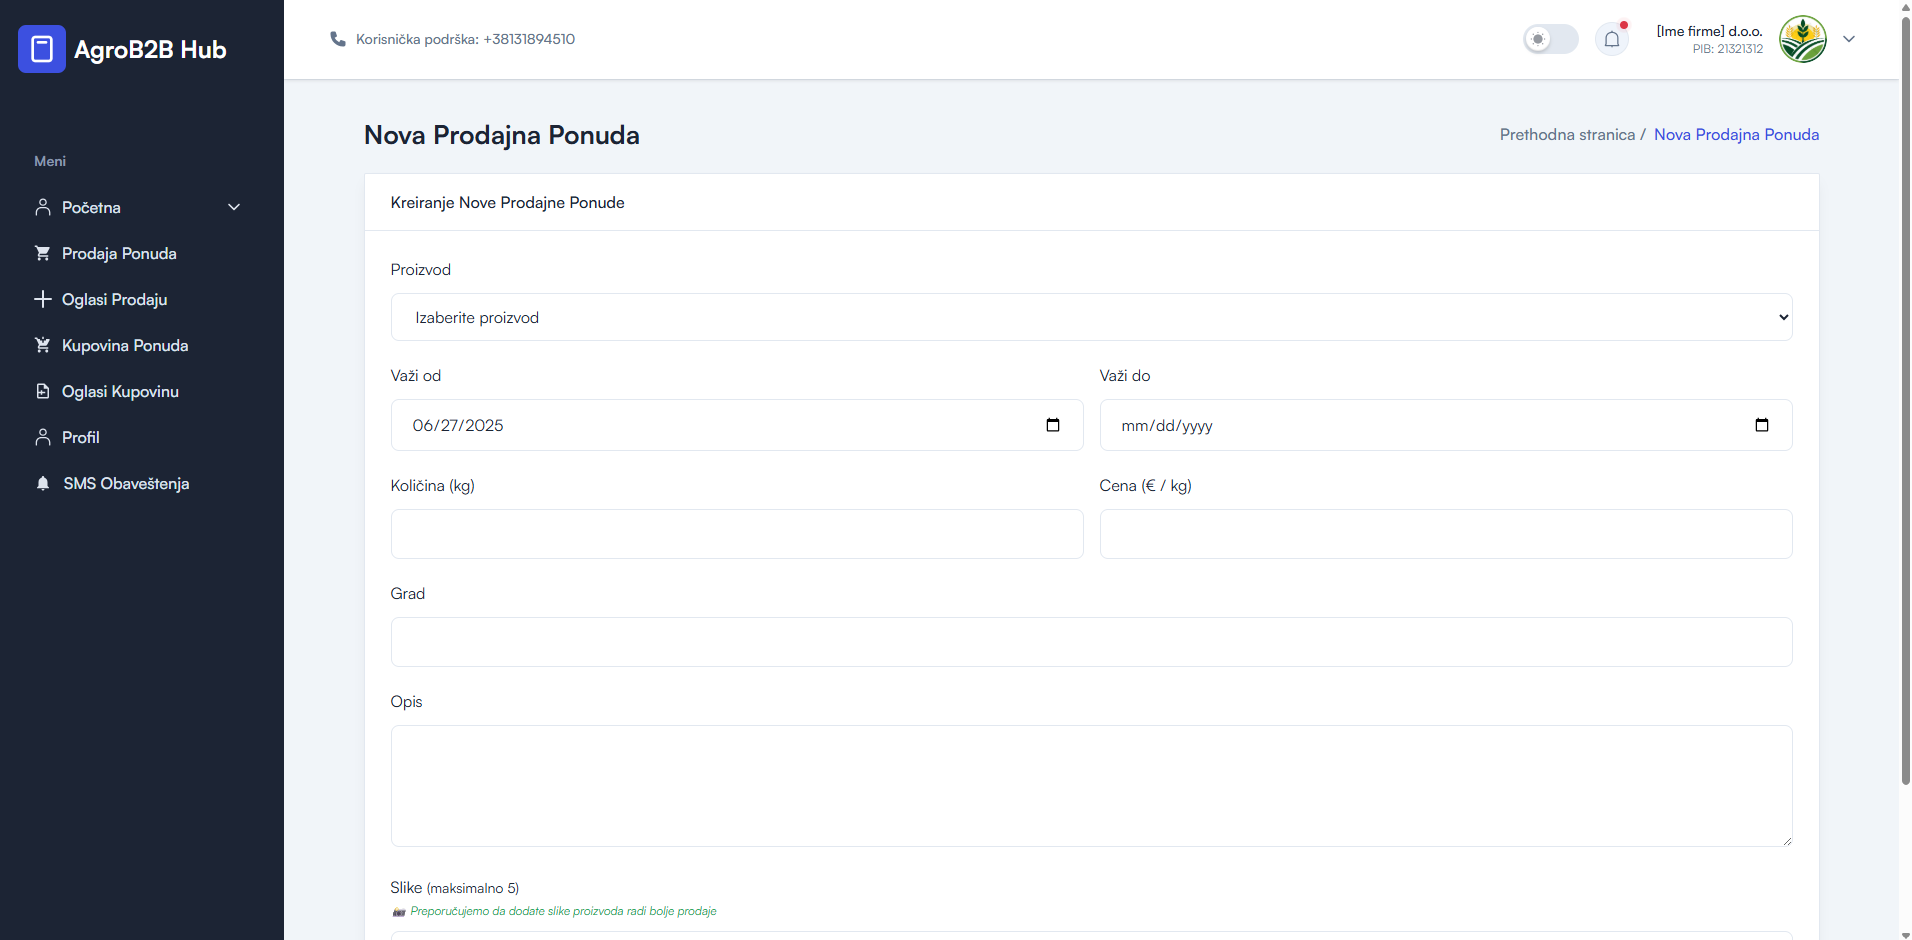 AgroB2B Hub
Korisnička podrška: +38131894510
[Ime firme] d.o.o.
PIB: 21321312
Meni
Početna
Prodaja Ponuda
Oglasi Prodaju
Kupovina Ponuda
Oglasi Kupovinu
Profil
SMS Obaveštenja
Nova Prodajna Ponuda
Prethodna stranica / Nova Prodajna Ponuda
Kreiranje Nove Prodajne Ponude
Proizvod
Izaberite proizvod
Važi od
Važi do
06/27/2025
mm/dd/yyyy
Količina (kg)
Cena (€ / kg)
Grad
Opis
Slike (maksimalno 5)
Preporučujemo da dodate slike proizvoda radi bolje prodaje